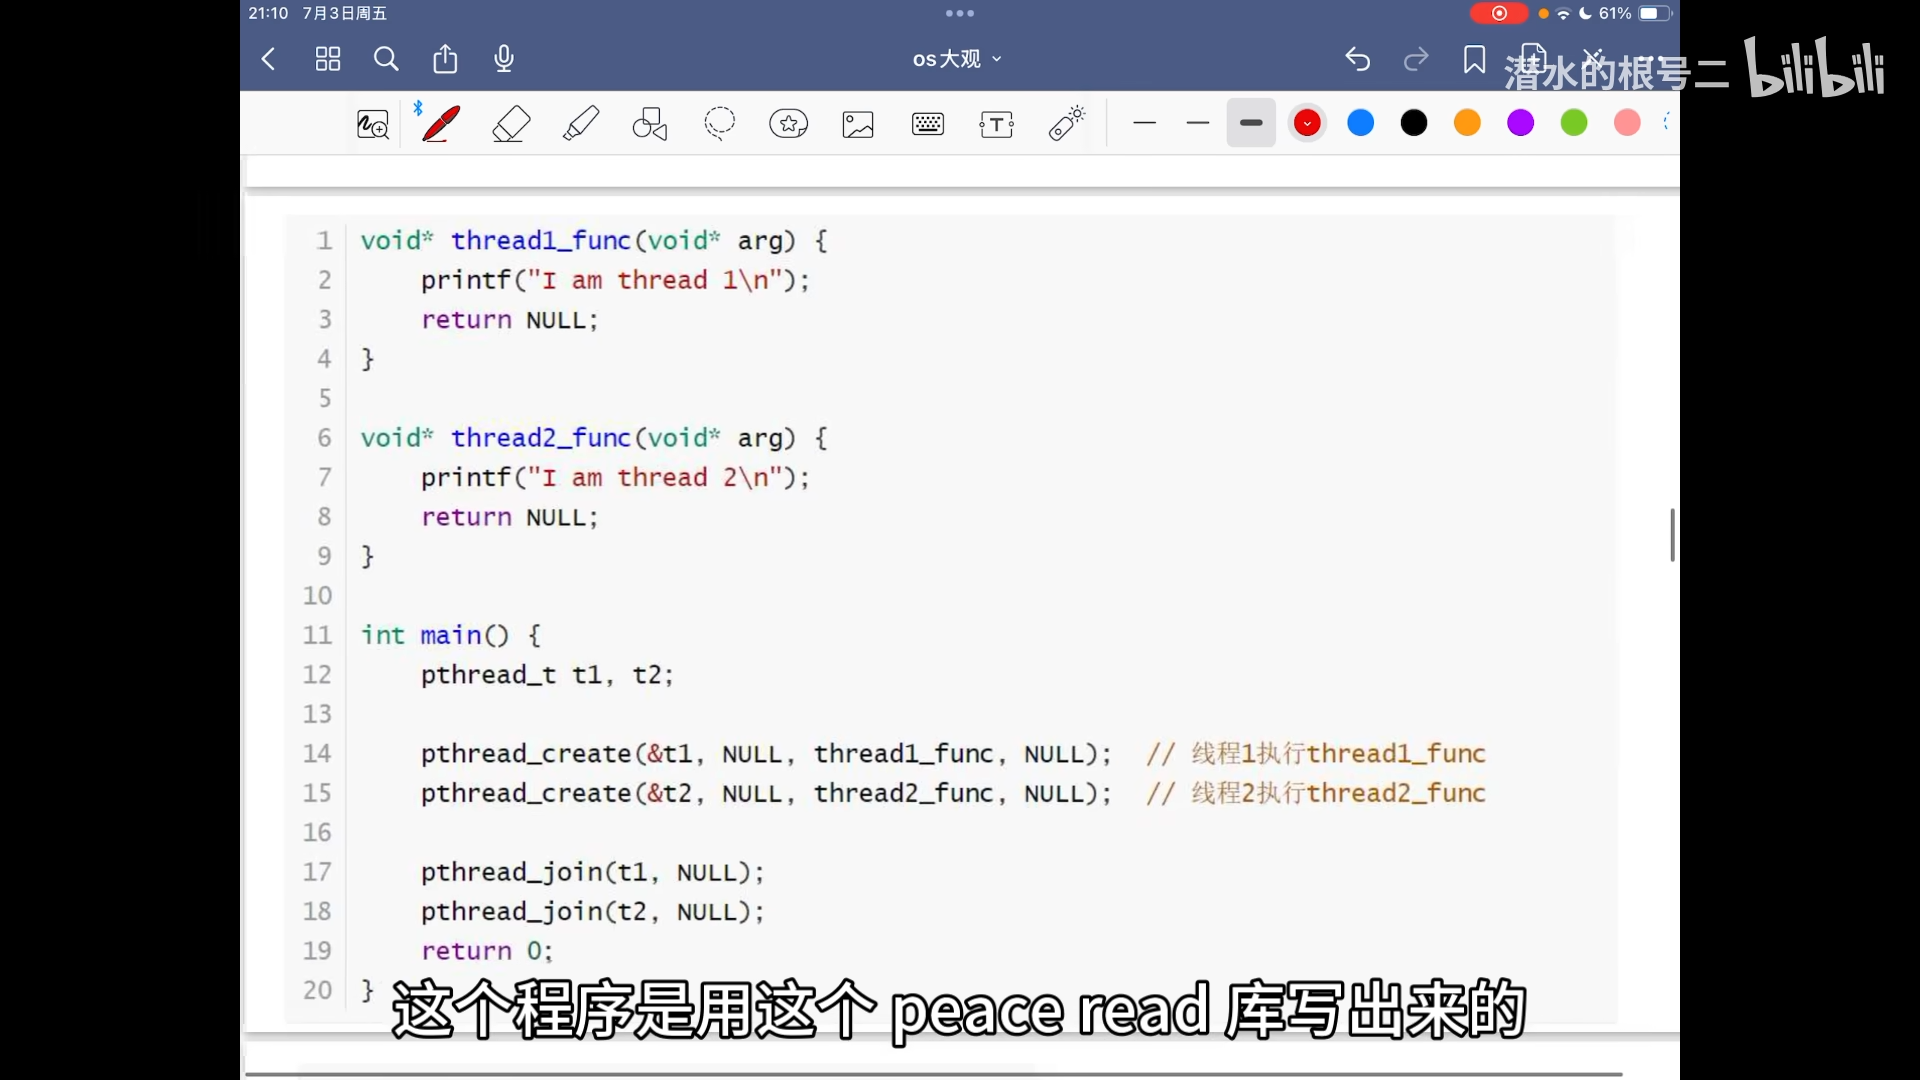 21:10 7月3日周五
61%
os大观
潜水的根号二 bilibili
1 void* thread1_func(void* arg) {
2 printf("I am thread 1\n");
3 return NULL;
4 }
5
6 void* thread2_func(void* arg) {
7 printf("I am thread 2\n");
8 return NULL;
9 }
10
11 int main() {
12 pthread_t t1, t2;
13
14 pthread_create(&t1, NULL, thread1_func, NULL); // 线程1执行thread1_func
15 pthread_create(&t2, NULL, thread2_func, NULL); // 线程2执行thread2_func
16
17 pthread_join(t1, NULL);
18 pthread_join(t2, NULL);
19 return 0;
20 }
这个程序是用这个 peace read 库写出来的